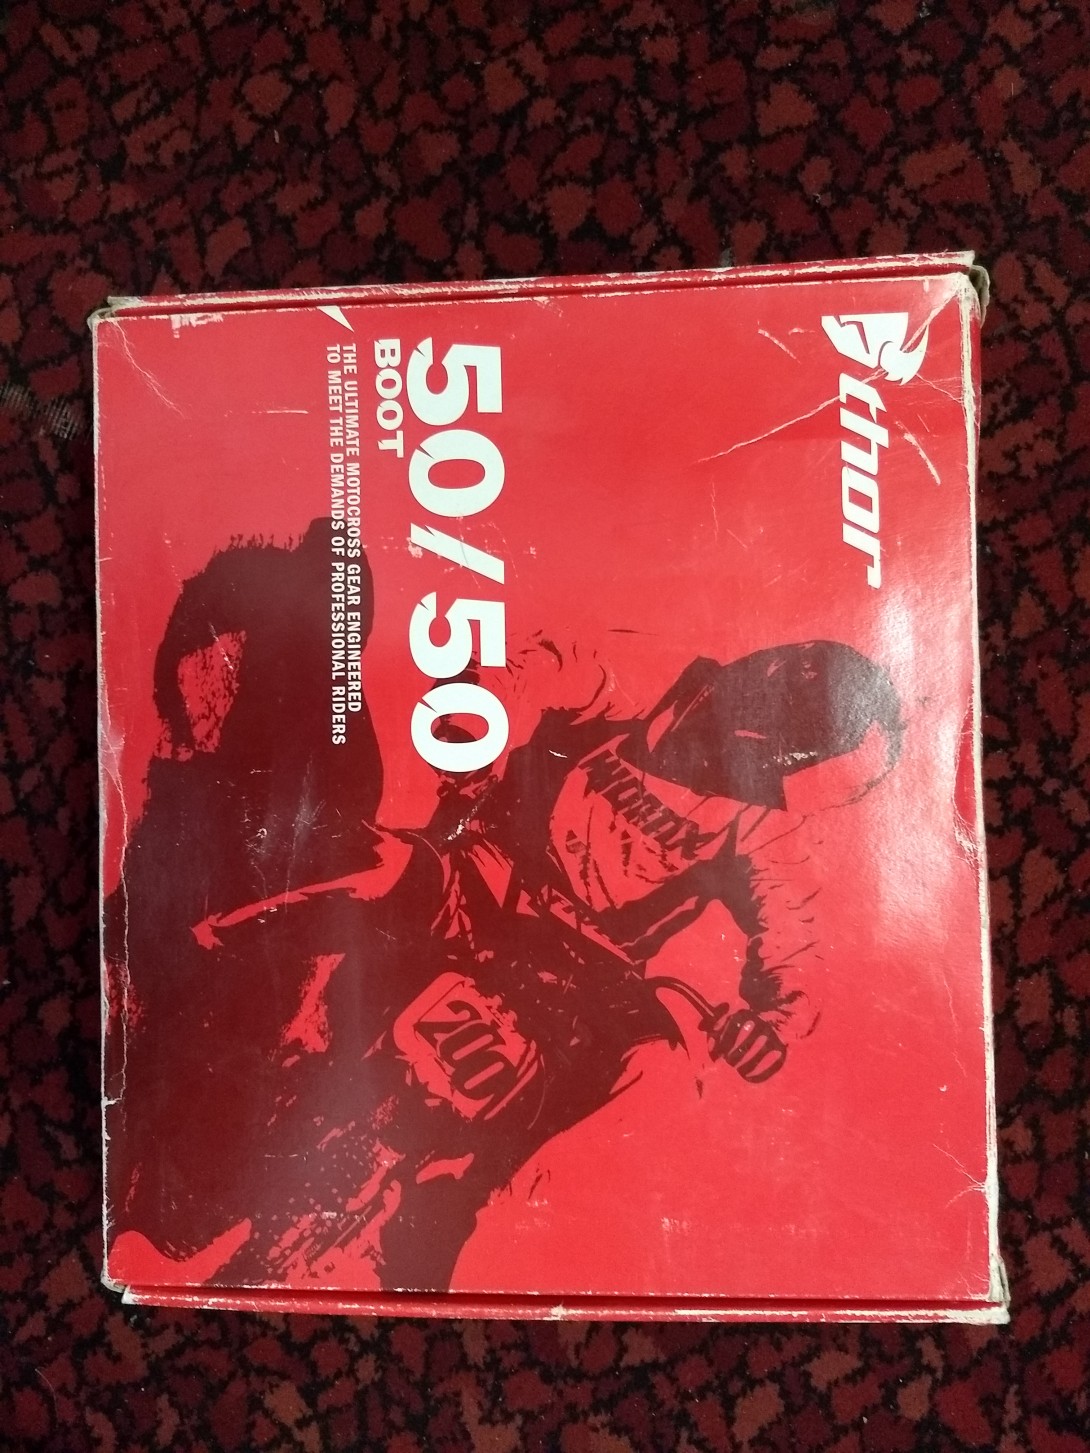 thor
50/50
BOOT
THE ULTIMATE MOTOCROSS GEAR ENGINEERED
TO MEET THE DEMANDS OF PROFESSIONAL RIDERS
200